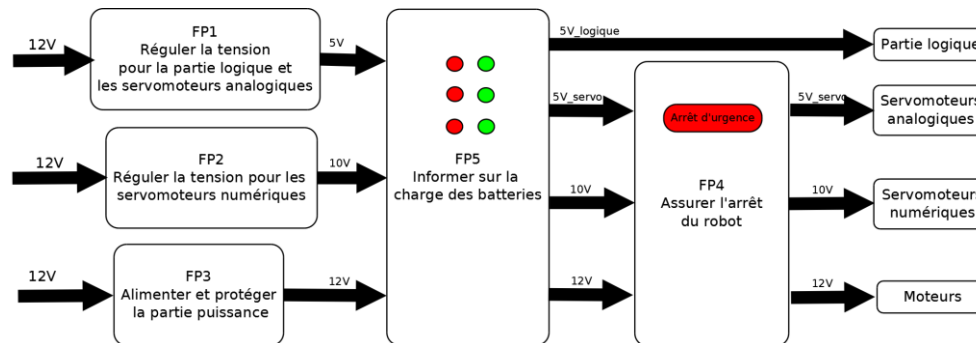 12V
FP1
Réguler la tension
pour la partie logique et
les servomoteurs analogiques
5V
12V
FP2
Réguler la tension pour les
servomoteurs numériques
10V
12V
FP3
Alimenter et protéger
la partie puissance
12V
FP5
Informer sur la
charge des batteries
5V_logique
5V_servo
10V
12V
Arrêt d'urgence
FP4
Assurer l'arrêt
du robot
5V_servo
10V
12V
Partie logique
Servomoteurs
analogiques
Servomoteurs
numériques
Moteurs